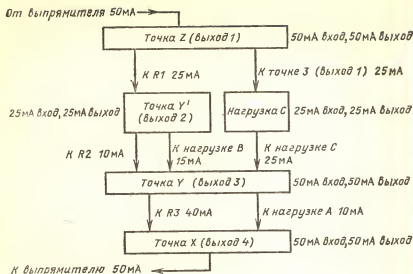 От выпрямителя 50мА
Точка Z (выход 1)
50мА вход, 50мА выход
К R1 25мА
К точке 3 (выход 1) 25мА
25мА вход, 25мА выход
Точка Y'
(выход 2)
Нагрузка С
25мА вход, 25мА выход
К R2 10мА
К нагрузке В
15мА
К нагрузке С
25мА
Точка Y (выход 3)
50мА вход, 50мА выход
К R3 40мА
К нагрузке А 10мА
Точка X (выход 4)
50мА вход, 50мА выход
К выпрямителю 50мА